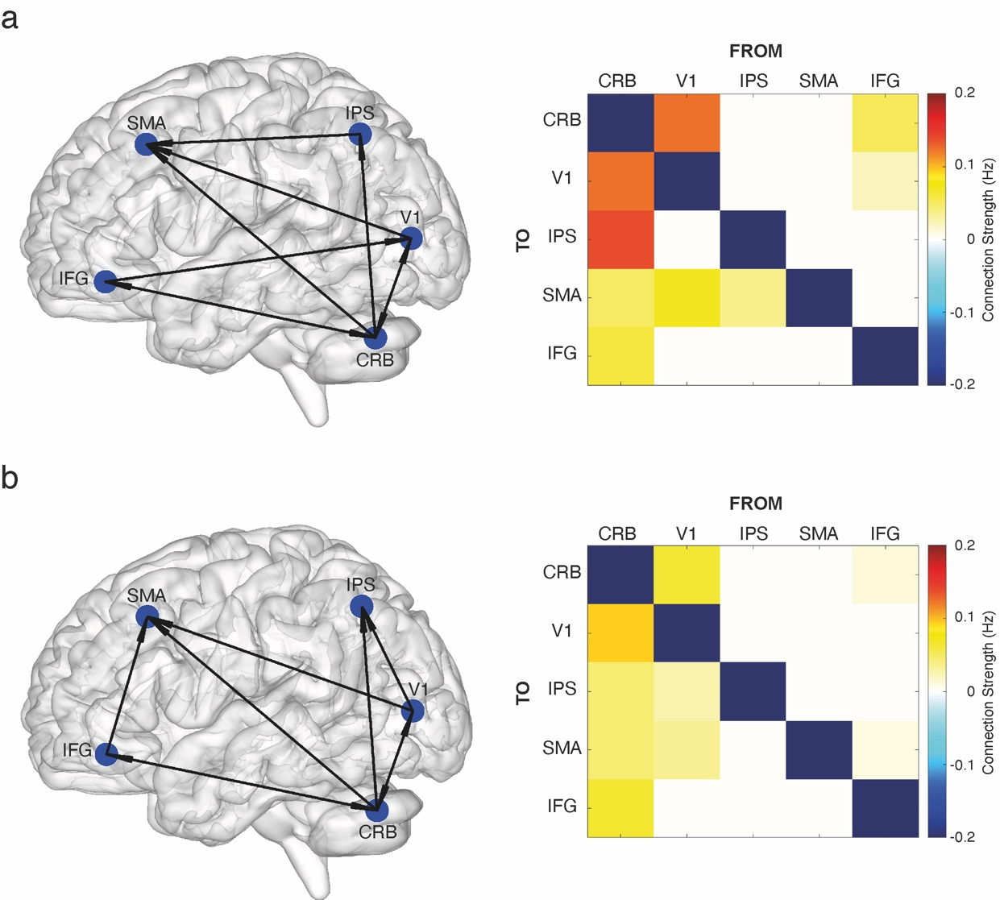 a
SMA
IPS
V1
IFG
CRB
FROM
CRB V1 IPS SMA IFG
TO
CRB
V1
IPS
SMA
IFG
0.2
0.1
0
-0.1
-0.2
Connection Strength (Hz)
b
SMA
IPS
V1
IFG
CRB
FROM
CRB V1 IPS SMA IFG
TO
CRB
V1
IPS
SMA
IFG
0.2
0.1
0
-0.1
-0.2
Connection Strength (Hz)